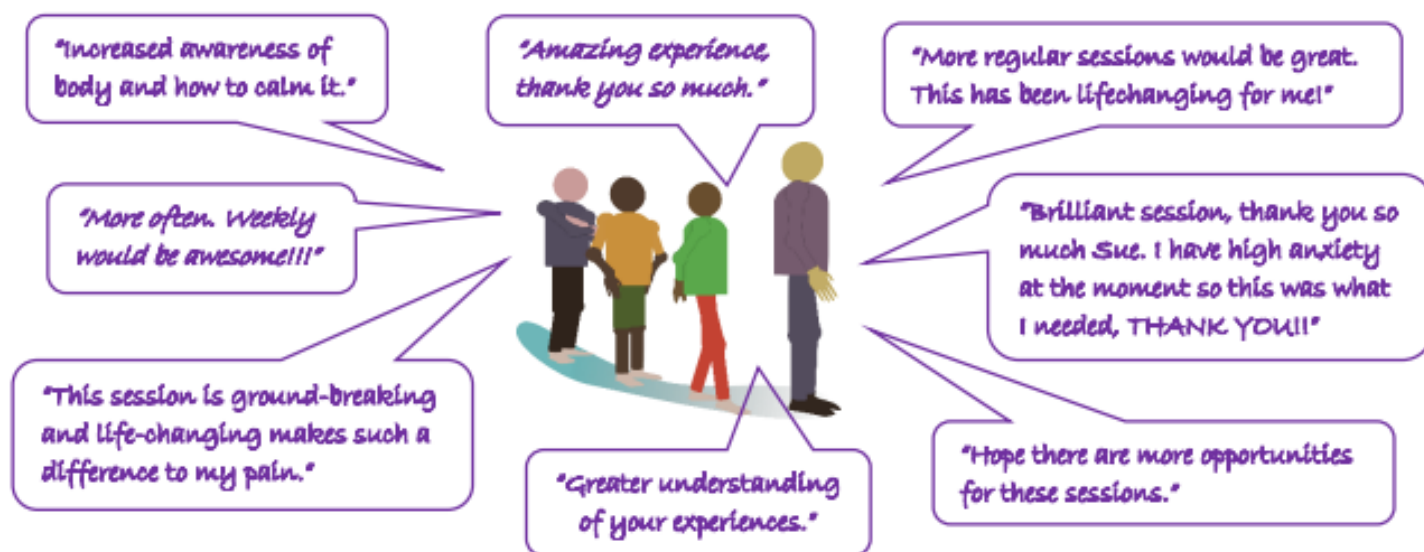 "Increased awareness of
body and how to calm it."
"Amazing experience,
thank you so much."
"More regular sessions would be great.
This has been lifechanging for me!"
"More often. Weekly
would be awesome!!!"
"Brilliant session, thank you so
much Sue. I have high anxiety
at the moment so this was what
I needed, THANK YOU!!"
"This session is ground-breaking
and life-changing makes such a
difference to my pain."
"Greater understanding
of your experiences."
"Hope there are more opportunities
for these sessions."